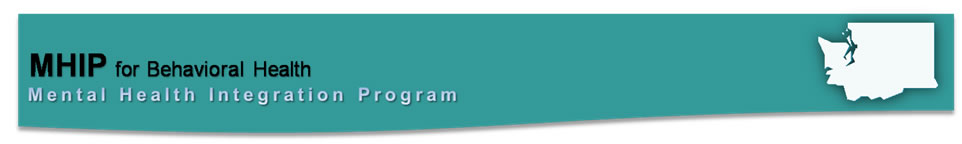 MHIP for Behavioral Health
Mental Health Integration Program